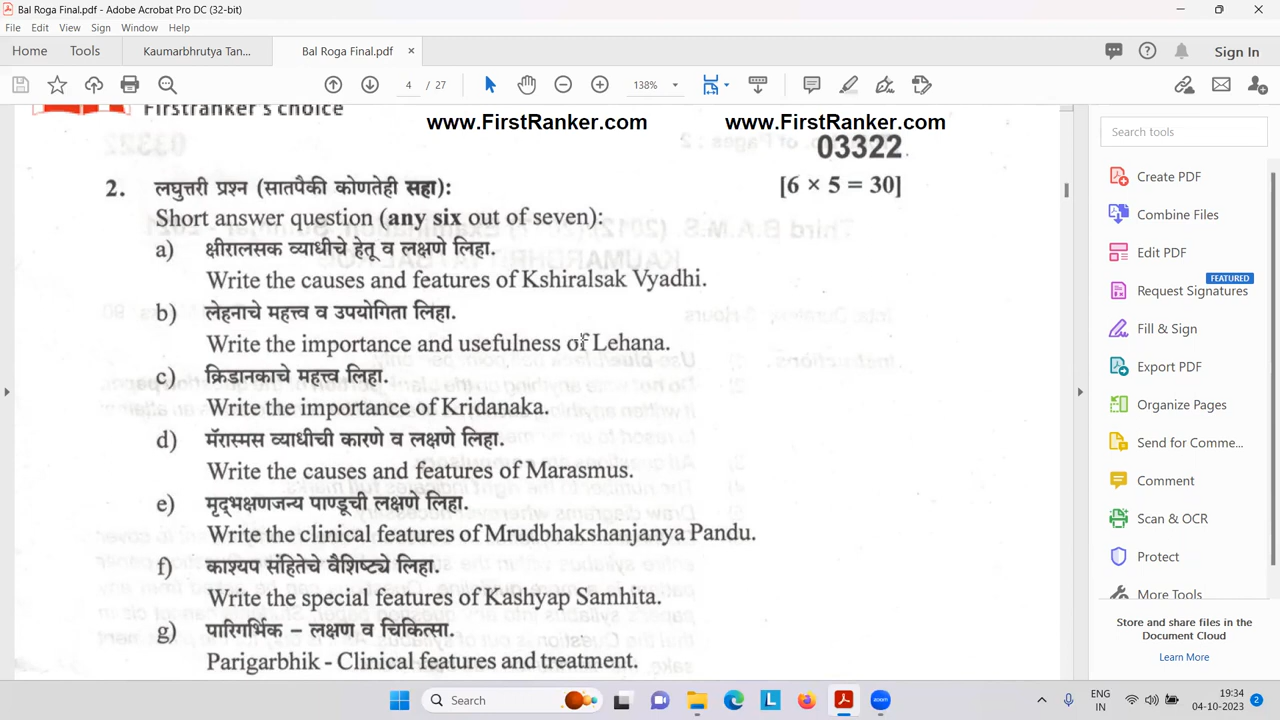 Bal Roga Final.pdf - Adobe Acrobat Pro DC (32-bit)
File Edit View Sign Window Help
Home Tools Kaumarbhrutya Tan... Bal Roga Final.pdf × Sign In
4 / 27 138%
Firstranker's choice
www.FirstRanker.com www.FirstRanker.com
03322
2. लघुत्तरी प्रश्न (सातपैकी कोणतेही सहा): [6 × 5 = 30]
Short answer question (any six out of seven):
a) क्षीरालसक व्याधीचे हेतू व लक्षणे लिहा.
Write the causes and features of Kshiralsak Vyadhi.
b) लेहनाचे महत्त्व व उपयोगिता लिहा.
Write the importance and usefulness of Lehana.
c) क्रिडानकाचे महत्त्व लिहा.
Write the importance of Kridanaka.
d) मॅरास्मस व्याधीची कारणे व लक्षणे लिहा.
Write the causes and features of Marasmus.
e) मृद्‌भक्षणजन्य पाण्डूची लक्षणे लिहा.
Write the clinical features of Mrudbhakshanjanya Pandu.
f) काश्यप संहितेचे वैशिष्ट्ये लिहा.
Write the special features of Kashyap Samhita.
g) पारिगर्भिक – लक्षण व चिकित्सा.
Parigarbhik - Clinical features and treatment.
Search tools
Create PDF
Combine Files
Edit PDF
FEATURED
Request Signatures
Fill & Sign
Export PDF
Organize Pages
Send for Comme...
Comment
Scan & OCR
Protect
More Tools
Store and share files in the
Document Cloud
Learn More
Search
ENG
IN
19:34
04-10-2023
2